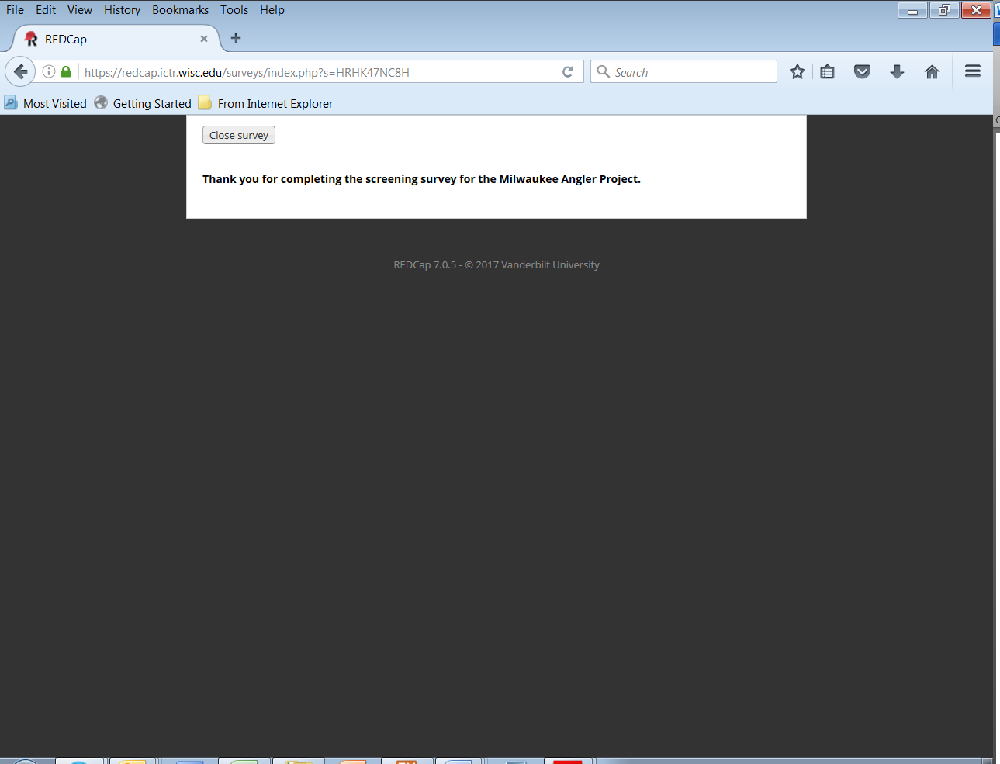 File Edit View History Bookmarks Tools Help
REDCap
https://redcap.ictr.wisc.edu/surveys/index.php?s=HRHK47NC8H
Search
Most Visited Getting Started From Internet Explorer
Close survey
Thank you for completing the screening survey for the Milwaukee Angler Project.
REDCap 7.0.5 - © 2017 Vanderbilt University